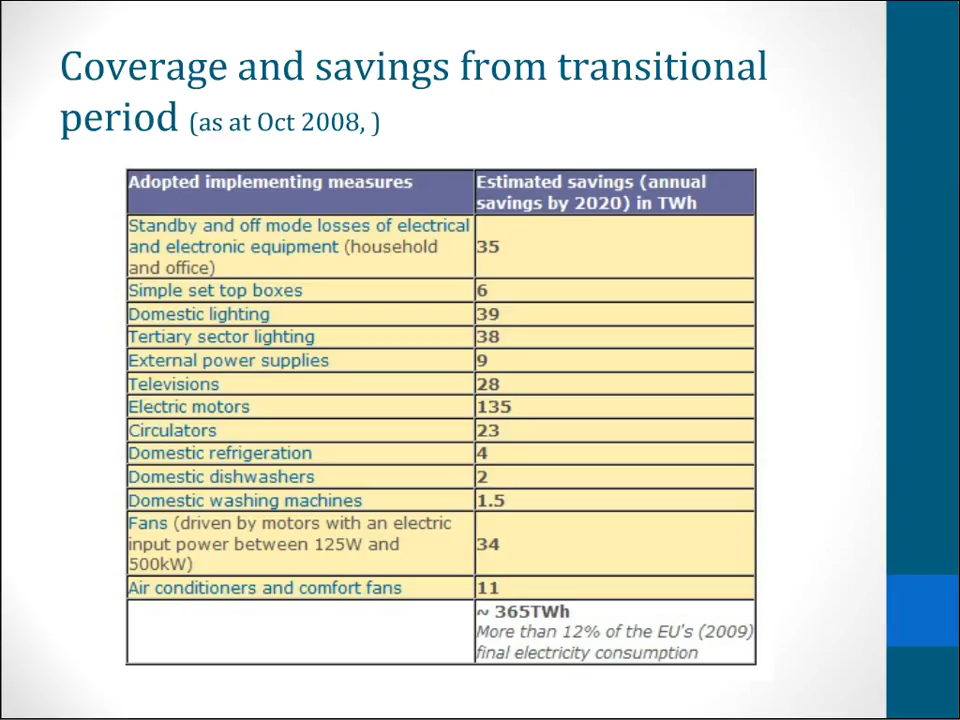 Coverage and savings from transitional
period (as at Oct 2008, )
Adopted implementing measures
Estimated savings (annual
savings by 2020) in TWh
Standby and off mode losses of electrical
and electronic equipment (household
and office)
35
Simple set top boxes
6
Domestic lighting
39
Tertiary sector lighting
38
External power supplies
9
Televisions
28
Electric motors
135
Circulators
23
Domestic refrigeration
4
Domestic dishwashers
2
Domestic washing machines
1.5
Fans (driven by motors with an electric
input power between 125W and
500kW)
34
Air conditioners and comfort fans
11
~ 365TWh
More than 12% of the EU's (2009)
final electricity consumption